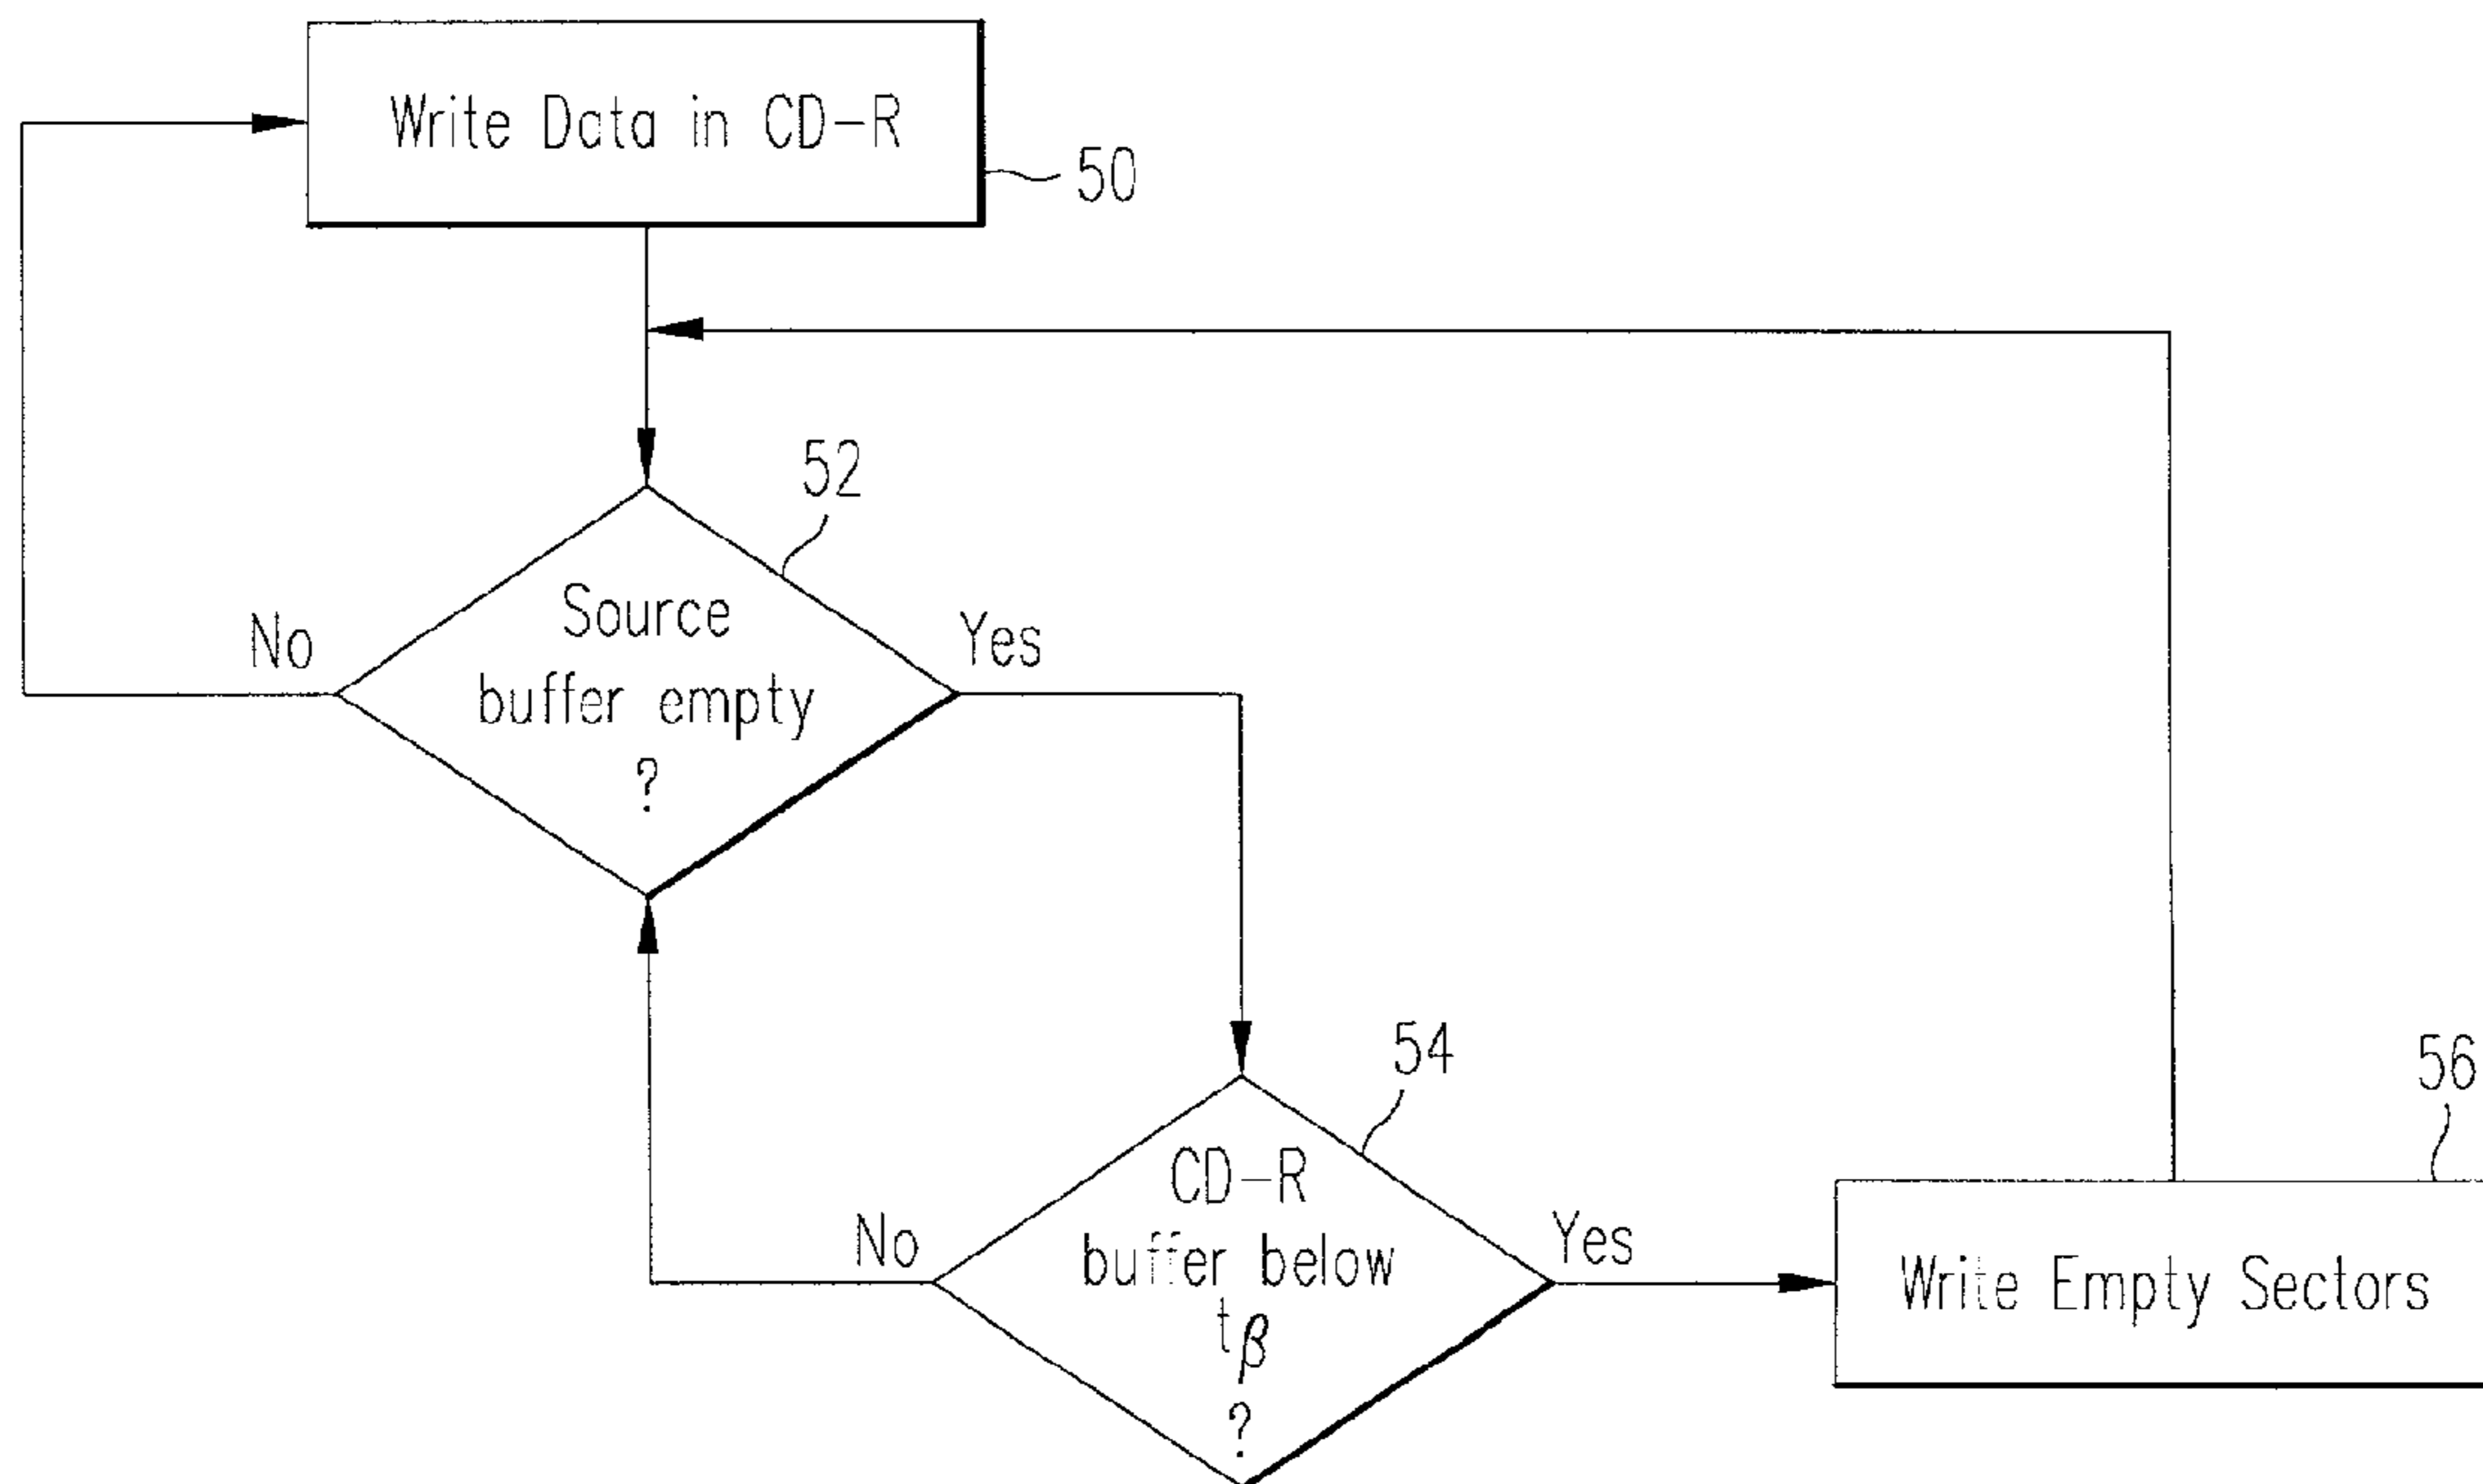 Write Data in CD-R
50
52
Source
buffer empty
?
No
Yes
54
CD-R
buffer below
tβ
?
No
Yes
56
Write Empty Sectors